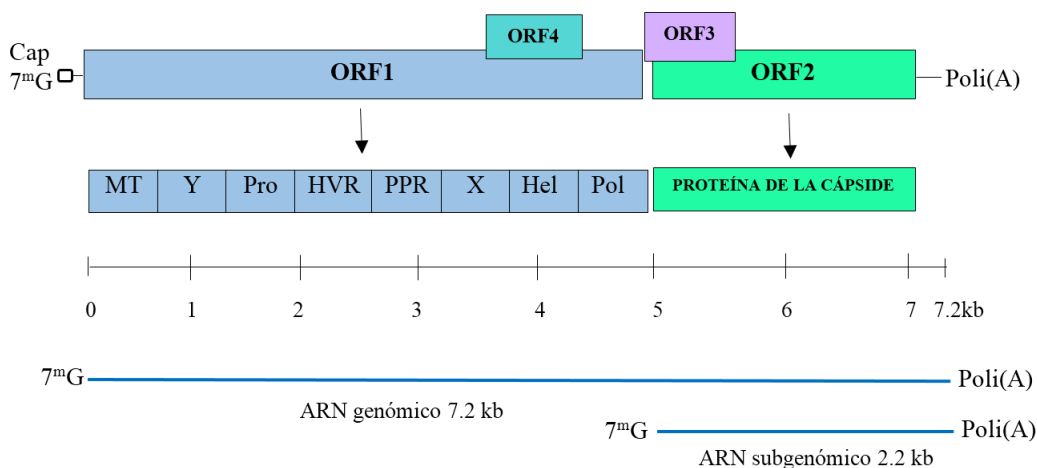 ORF4
ORF3
Cap
7ᵐG
ORF1
ORF2
Poli(A)
MT Y Pro HVR PPR X Hel Pol
PROTEÍNA DE LA CÁPSIDE
0 1 2 3 4 5 6 7 7.2kb
7ᵐG
Poli(A)
ARN genómico 7.2 kb
7ᵐG
Poli(A)
ARN subgenómico 2.2 kb